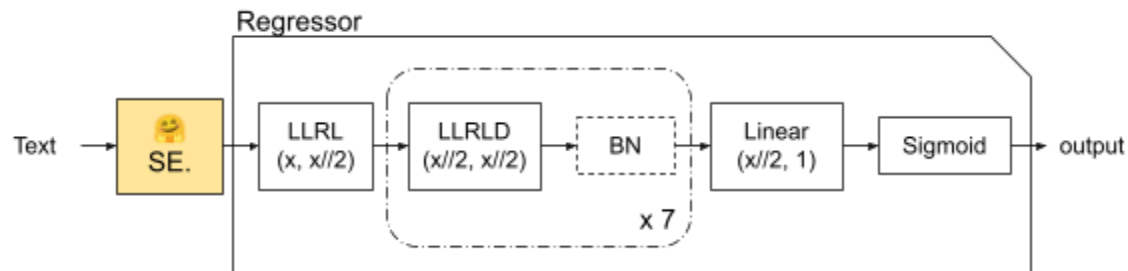 Regressor
Text
SE.
LLRL
(x, x//2)
LLRLD
(x//2, x//2)
BN
x 7
Linear
(x//2, 1)
Sigmoid
output